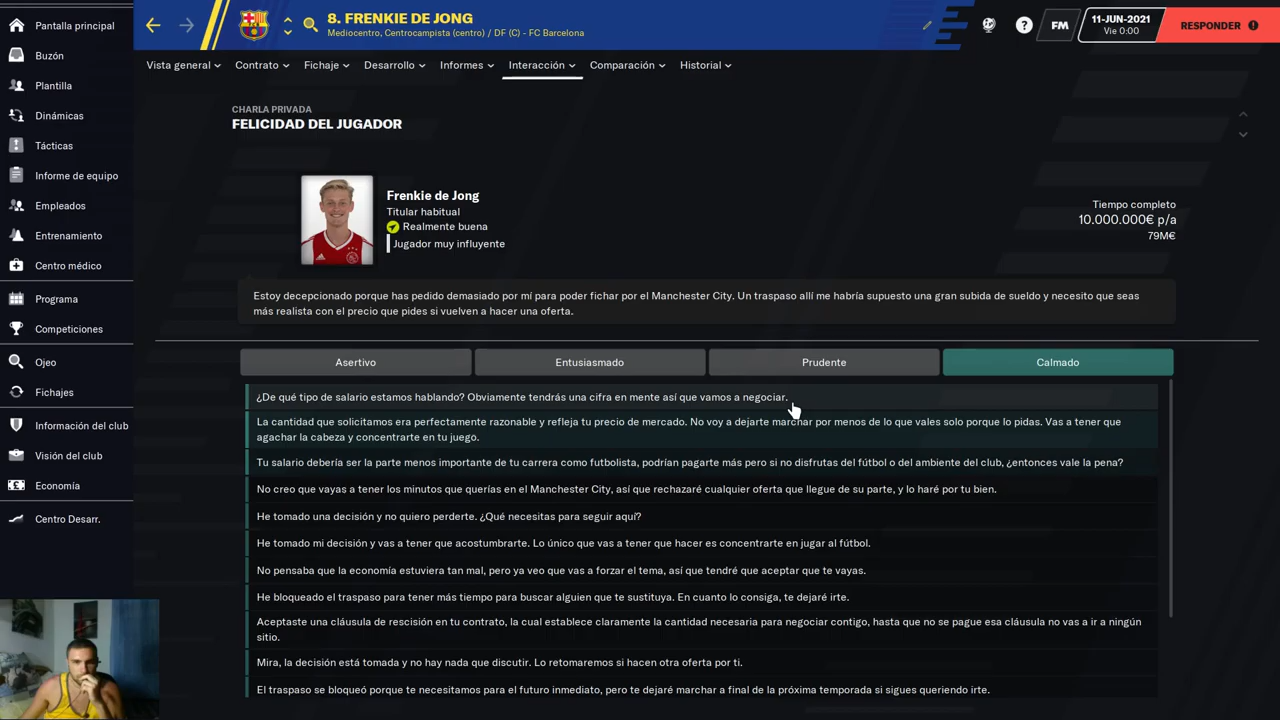 Pantalla principal
Buzón
Plantilla
Dinámicas
Tácticas
Informe de equipo
Empleados
Entrenamiento
Centro médico
Programa
Competiciones
Ojeo
Fichajes
Información del club
Visión del club
Economía
Centro Desarr.
8. FRENKIE DE JONG
Mediocentro, Centrocampista (centro) / DF (C) - FC Barcelona
FM
11-JUN-2021
Vie 0:00
RESPONDER
Vista general
Contrato
Fichaje
Desarrollo
Informes
Interacción
Comparación
Historial
CHARLA PRIVADA
FELICIDAD DEL JUGADOR
Frenkie de Jong
Titular habitual
Realmente buena
Jugador muy influyente
Tiempo completo
10.000.000€ p/a
79M€
Estoy decepcionado porque has pedido demasiado por mí para poder fichar por el Manchester City. Un traspaso allí me habría supuesto una gran subida de sueldo y necesito que seas
más realista con el precio que pides si vuelven a hacer una oferta.
Asertivo
Entusiasmado
Prudente
Calmado
¿De qué tipo de salario estamos hablando? Obviamente tendrás una cifra en mente así que vamos a negociar.
La cantidad que solicitamos era perfectamente razonable y refleja tu precio de mercado. No voy a dejarte marchar por menos de lo que vales solo porque lo pidas. Vas a tener que
agachar la cabeza y concentrarte en tu juego.
Tu salario debería ser la parte menos importante de tu carrera como futbolista, podrían pagarte más pero si no disfrutas del fútbol o del ambiente del club, ¿entonces vale la pena?
No creo que vayas a tener los minutos que querías en el Manchester City, así que rechazaré cualquier oferta que llegue de su parte, y lo haré por tu bien.
He tomado una decisión y no quiero perderte. ¿Qué necesitas para seguir aquí?
He tomado mi decisión y vas a tener que acostumbrarte. Lo único que vas a tener que hacer es concentrarte en jugar al fútbol.
No pensaba que la economía estuviera tan mal, pero ya veo que vas a forzar el tema, así que tendré que aceptar que te vayas.
He bloqueado el traspaso para tener más tiempo para buscar alguien que te sustituya. En cuanto lo consiga, te dejaré irte.
Aceptaste una cláusula de rescisión en tu contrato, la cual establece claramente la cantidad necesaria para negociar contigo, hasta que no se pague esa cláusula no vas a ir a ningún
sitio.
Mira, la decisión está tomada y no hay nada que discutir. Lo retomaremos si hacen otra oferta por ti.
El traspaso se bloqueó porque te necesitamos para el futuro inmediato, pero te dejaré marchar a final de la próxima temporada si sigues queriendo irte.